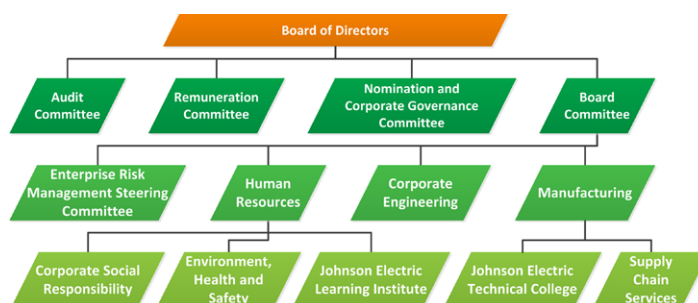 Board of Directors
Audit
Committee
Remuneration
Committee
Nomination and
Corporate Governance
Committee
Board
Committee
Enterprise Risk
Management Steering
Committee
Human
Resources
Corporate
Engineering
Manufacturing
Corporate Social
Responsibility
Environment,
Health and
Safety
Johnson Electric
Learning Institute
Johnson Electric
Technical College
Supply
Chain
Services